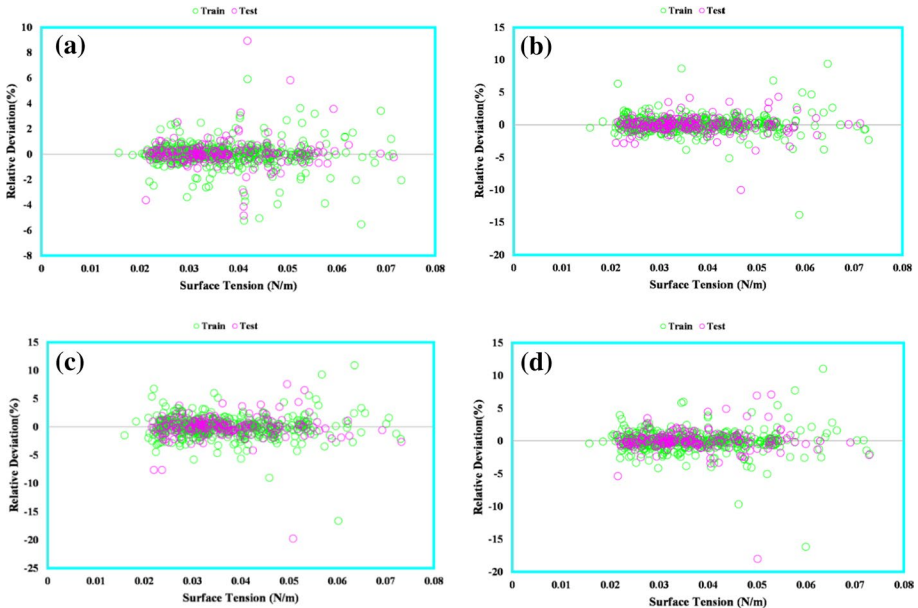 Train Test
(a)
10
8
6
4
2
0
-2
-4
-6
-8
Relative Deviation(%)
0 0.01 0.02 0.03 0.04 0.05 0.06 0.07 0.08
Surface Tension (N/m)
Train Test
(b)
15
10
5
0
-5
-10
-15
-20
Relative Deviation(%)
0 0.01 0.02 0.03 0.04 0.05 0.06 0.07 0.08
Surface Tension (N/m)
Train Test
(c)
15
10
5
0
-5
-10
-15
-20
-25
Relative Deviation(%)
0 0.01 0.02 0.03 0.04 0.05 0.06 0.07 0.08
Surface Tension (N/m)
Train Test
(d)
15
10
5
0
-5
-10
-15
-20
Relative Deviation(%)
0 0.01 0.02 0.03 0.04 0.05 0.06 0.07 0.08
Surface Tension (N/m)